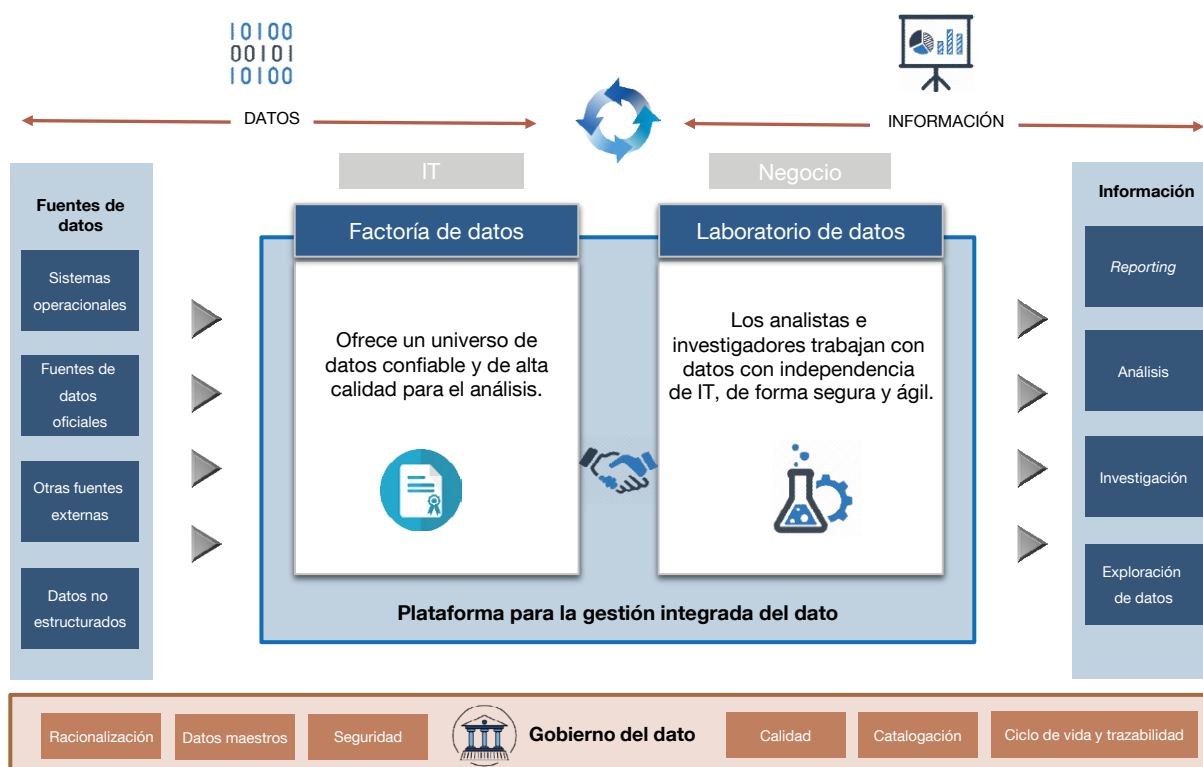 10100
00101
10100
DATOS
INFORMACIÓN
IT
Negocio
Fuentes de
datos
Sistemas
operacionales
Fuentes de
datos
oficiales
Otras fuentes
externas
Datos no
estructurados
Factoría de datos
Ofrece un universo de
datos confiable y de alta
calidad para el análisis.
Laboratorio de datos
Los analistas e
investigadores trabajan con
datos con independencia
de IT, de forma segura y ágil.
Plataforma para la gestión integrada del dato
Información
Reporting
Análisis
Investigación
Exploración
de datos
Racionalización
Datos maestros
Seguridad
Gobierno del dato
Calidad
Catalogación
Ciclo de vida y trazabilidad